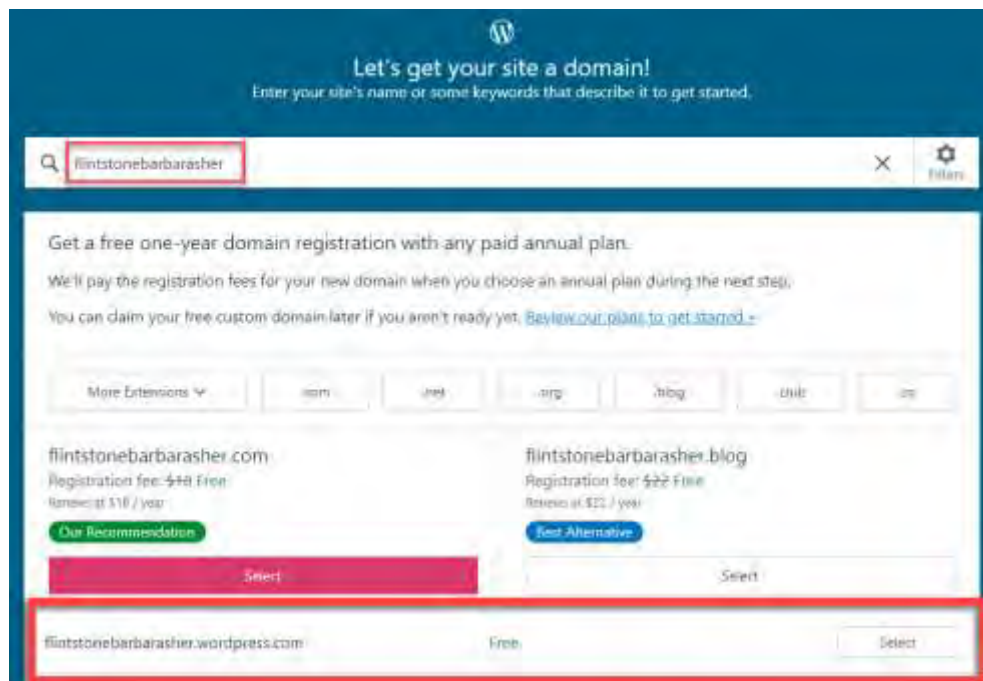 Let's get your site a domain!
Enter your site's name or some keywords that describe it to get started.
flintstonebarbarasher
Filters
Get a free one-year domain registration with any paid annual plan.
We'll pay the registration fees for your new domain when you choose an annual plan during the next step.
You can claim your free custom domain later if you aren't ready yet. Review our plans to get started »
More Extensions .com .net .org .blog .club
flintstonebarbarasher.com
Registration fee: $18 Free
Renews at $18 / year
Our Recommendation
Select
flintstonebarbarasher.blog
Registration fee: $22 Free
Renews at $22 / year
Best Alternative
Select
flintstonebarbarasher.wordpress.com Free Select